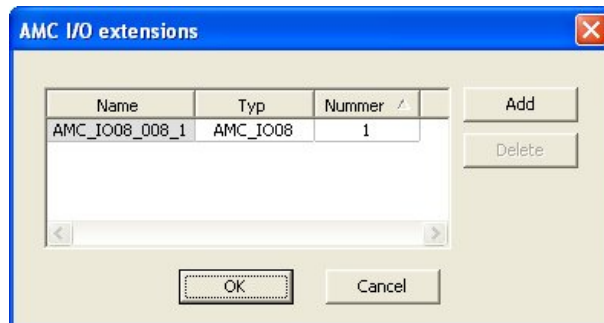 AMC I/O extensions
Name Typ Nummer
AMC_IO08_008_1 AMC_IO08 1
Add
Delete
OK Cancel